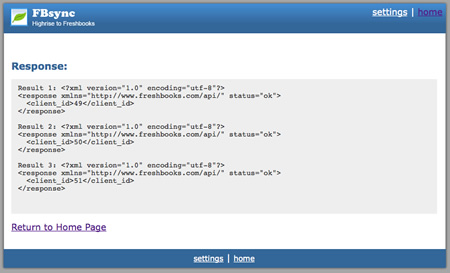 FBsync
Highrise to Freshbooks
settings | home
Response:
Result 1: <?xml version="1.0" encoding="utf-8"?>
<response xmlns="http://www.freshbooks.com/api/" status="ok">
<client_id>49</client_id>
</response>
Result 2: <?xml version="1.0" encoding="utf-8"?>
<response xmlns="http://www.freshbooks.com/api/" status="ok">
<client_id>50</client_id>
</response>
Result 3: <?xml version="1.0" encoding="utf-8"?>
<response xmlns="http://www.freshbooks.com/api/" status="ok">
<client_id>51</client_id>
</response>
Return to Home Page
settings | home